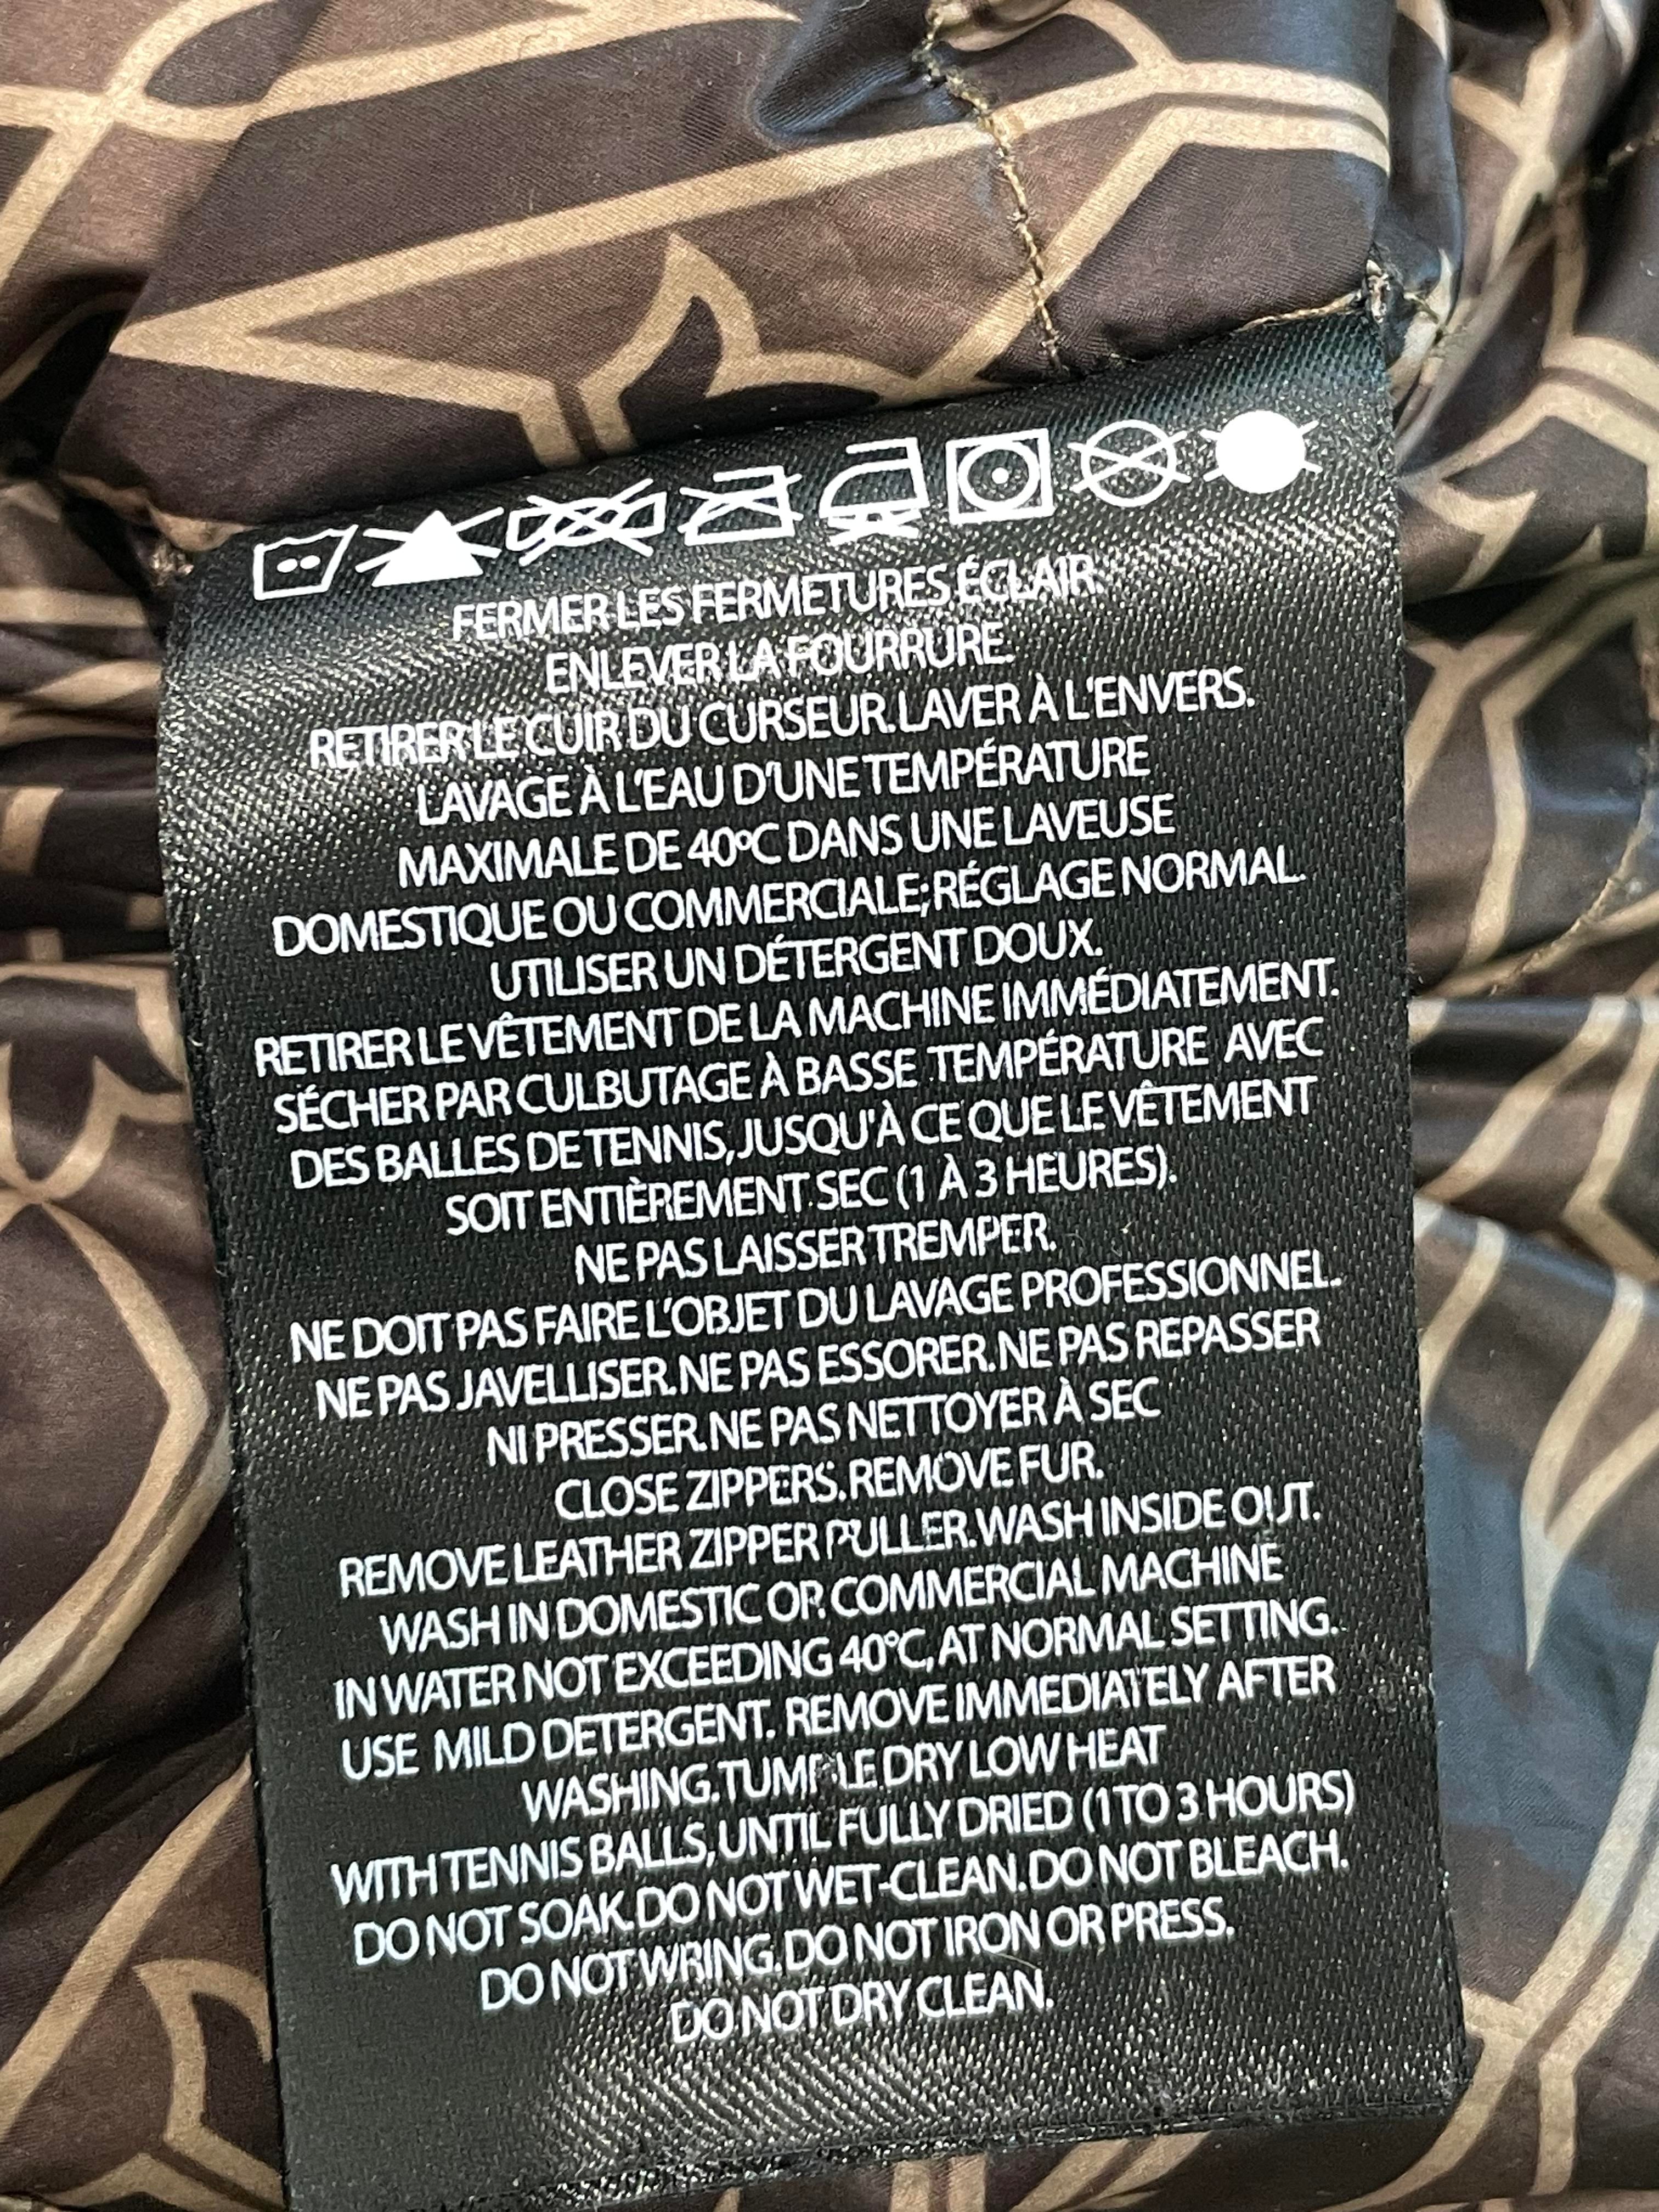 FERMER LES FERMETURES ÉCLAIR.
ENLEVER LA FOURRURE.
RETIRER LE CUIR DU CURSEUR. LAVER À L'ENVERS.
LAVAGE À L'EAU D'UNE TEMPÉRATURE
MAXIMALE DE 40ºC DANS UNE LAVEUSE
DOMESTIQUE OU COMMERCIALE; RÉGLAGE NORMAL.
UTILISER UN DÉTERGENT DOUX.
RETIRER LE VÊTEMENT DE LA MACHINE IMMÉDIATEMENT.
SÉCHER PAR CULBUTAGE À BASSE TEMPÉRATURE AVEC
DES BALLES DE TENNIS, JUSQU'À CE QUE LE VÊTEMENT
SOIT ENTIÈREMENT SEC (1 À 3 HEURES).
NE PAS LAISSER TREMPER.
NE DOIT PAS FAIRE L'OBJET DU LAVAGE PROFESSIONNEL.
NE PAS JAVELLISER. NE PAS ESSORER. NE PAS REPASSER
NI PRESSER. NE PAS NETTOYER À SEC
CLOSE ZIPPERS. REMOVE FUR.
REMOVE LEATHER ZIPPER PULLER. WASH INSIDE OUT.
WASH IN DOMESTIC OR COMMERCIAL MACHINE
IN WATER NOT EXCEEDING 40ºC, AT NORMAL SETTING.
USE MILD DETERGENT. REMOVE IMMEDIATELY AFTER
WASHING. TUMBLE DRY LOW HEAT
WITH TENNIS BALLS, UNTIL FULLY DRIED (1 TO 3 HOURS)
DO NOT SOAK. DO NOT WET-CLEAN. DO NOT BLEACH.
DO NOT WRING. DO NOT IRON OR PRESS.
DO NOT DRY CLEAN.